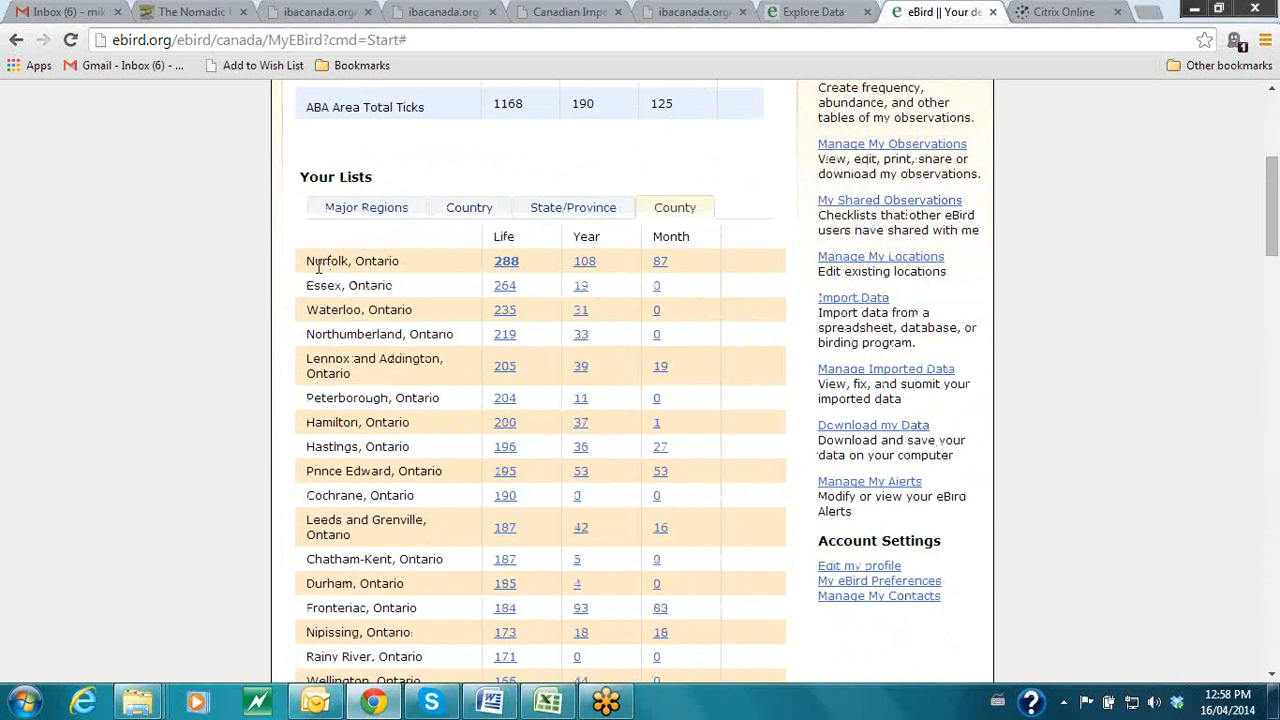 Inbox (6) - mik
The Nomadic
ibacanada.org/
ibacanada.org/
Canadian Impe
ibacanada.org/
Explore Data
eBird || Your de
Citrix Online
ebird.org/ebird/canada/MyEBird?cmd=Start#
Apps
Gmail - Inbox (6) - ...
Add to Wish List
Bookmarks
Other bookmarks
ABA Area Total Ticks 1168 190 125
Your Lists
Major Regions Country State/Province County
Life Year Month
Norfolk, Ontario 288 108 87
Essex, Ontario 264 19 0
Waterloo, Ontario 235 31 0
Northumberland, Ontario 219 33 0
Lennox and Addington, 205 39 19
Ontario
Peterborough, Ontario 204 11 0
Hamilton, Ontario 200 37 1
Hastings, Ontario 196 36 27
Prince Edward, Ontario 195 53 53
Cochrane, Ontario 190 0 0
Leeds and Grenville, 187 42 16
Ontario
Chatham-Kent, Ontario 187 5 0
Durham, Ontario 185 4 0
Frontenac, Ontario 184 93 83
Nipissing, Ontario 173 18 18
Rainy River, Ontario 171 0 0
Wellington, Ontario 166 44
Create frequency,
abundance, and other
tables of my observations.
Manage My Observations
View, edit, print, share or
download my observations.
My Shared Observations
Checklists that other eBird
users have shared with me
Manage My Locations
Edit existing locations
Import Data
Import data from a
spreadsheet, database, or
birding program.
Manage Imported Data
View, fix, and submit your
imported data
Download my Data
Download and save your
data on your computer
Manage My Alerts
Modify or view your eBird
Alerts
Account Settings
Edit my profile
My eBird Preferences
Manage My Contacts
12:58 PM
16/04/2014